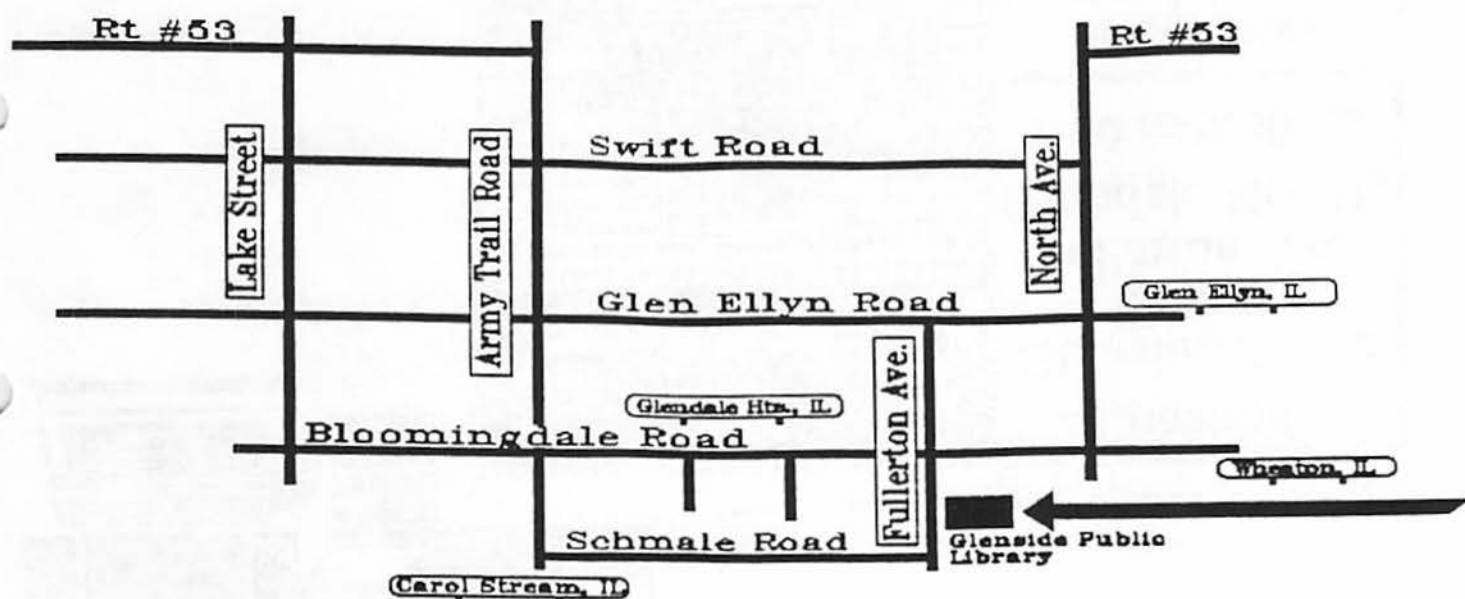 Rt #53
Rt #53
Swift Road
Lake Street
Army Trail Road
North Ave.
Glen Ellyn, IL
Glen Ellyn Road
Fullerton Ave.
Glendale Hts., IL
Bloomingdale Road
Wheaton, IL
Schmale Road
Glenside Public
Library
Carol Stream, IL